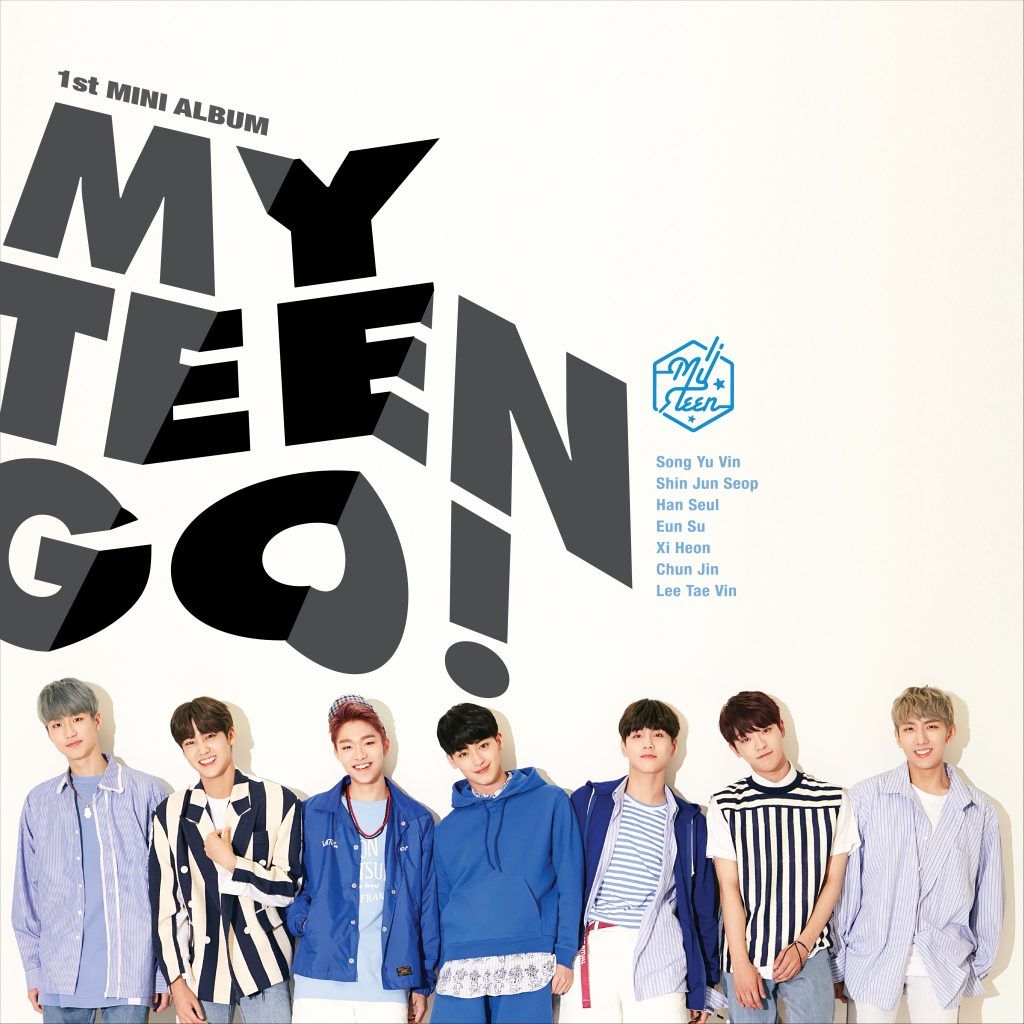 1st MINI ALBUM
MY
TEEN
GO!
My
teen
Song Yu Vin
Shin Jun Seop
Han Seul
Eun Su
Xi Heon
Chun Jin
Lee Tae Vin